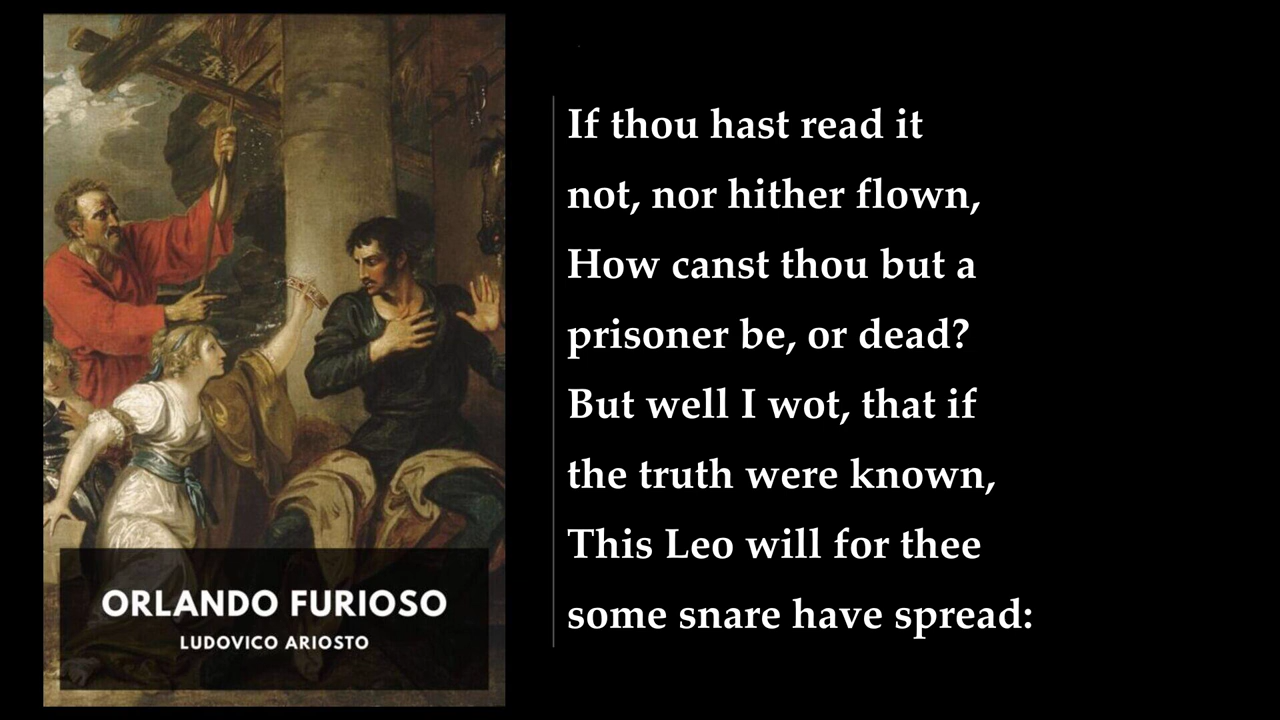 ORLANDO FURIOSO
LUDOVICO ARIOSTO
If thou hast read it
not, nor hither flown,
How canst thou but a
prisoner be, or dead?
But well I wot, that if
the truth were known,
This Leo will for thee
some snare have spread: